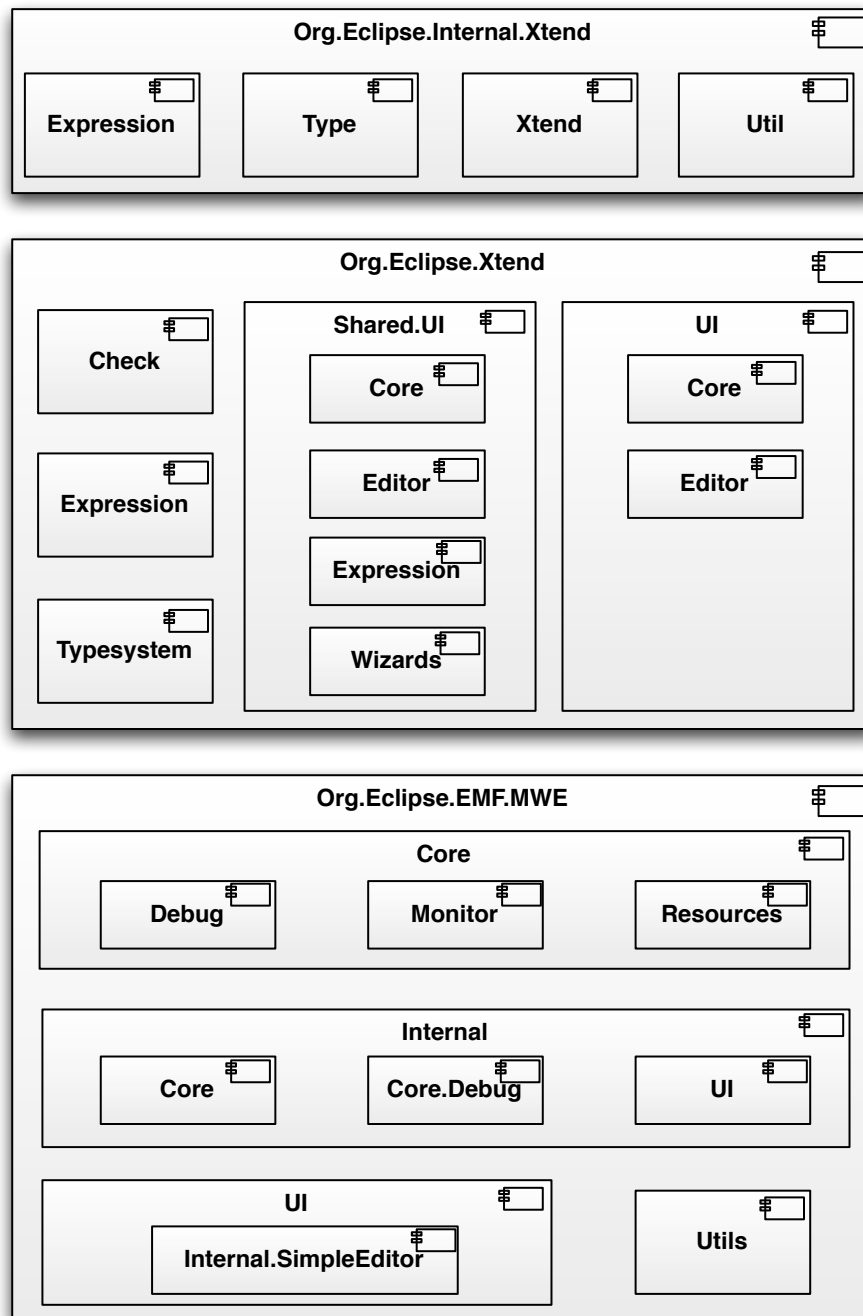 Org.Eclipse.Internal.Xtend
Expression
Type
Xtend
Util
Org.Eclipse.Xtend
Check
Expression
Typesystem
Shared.UI
Core
Editor
Expression
Wizards
UI
Core
Editor
Org.Eclipse.EMF.MWE
Core
Debug
Monitor
Resources
Internal
Core
Core.Debug
UI
UI
Internal.SimpleEditor
Utils